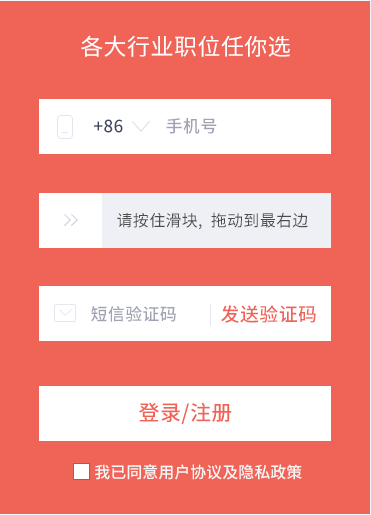 各大行业职位任你选
+86 手机号
请按住滑块，拖动到最右边
短信验证码 发送验证码
登录/注册
我已同意用户协议及隐私政策